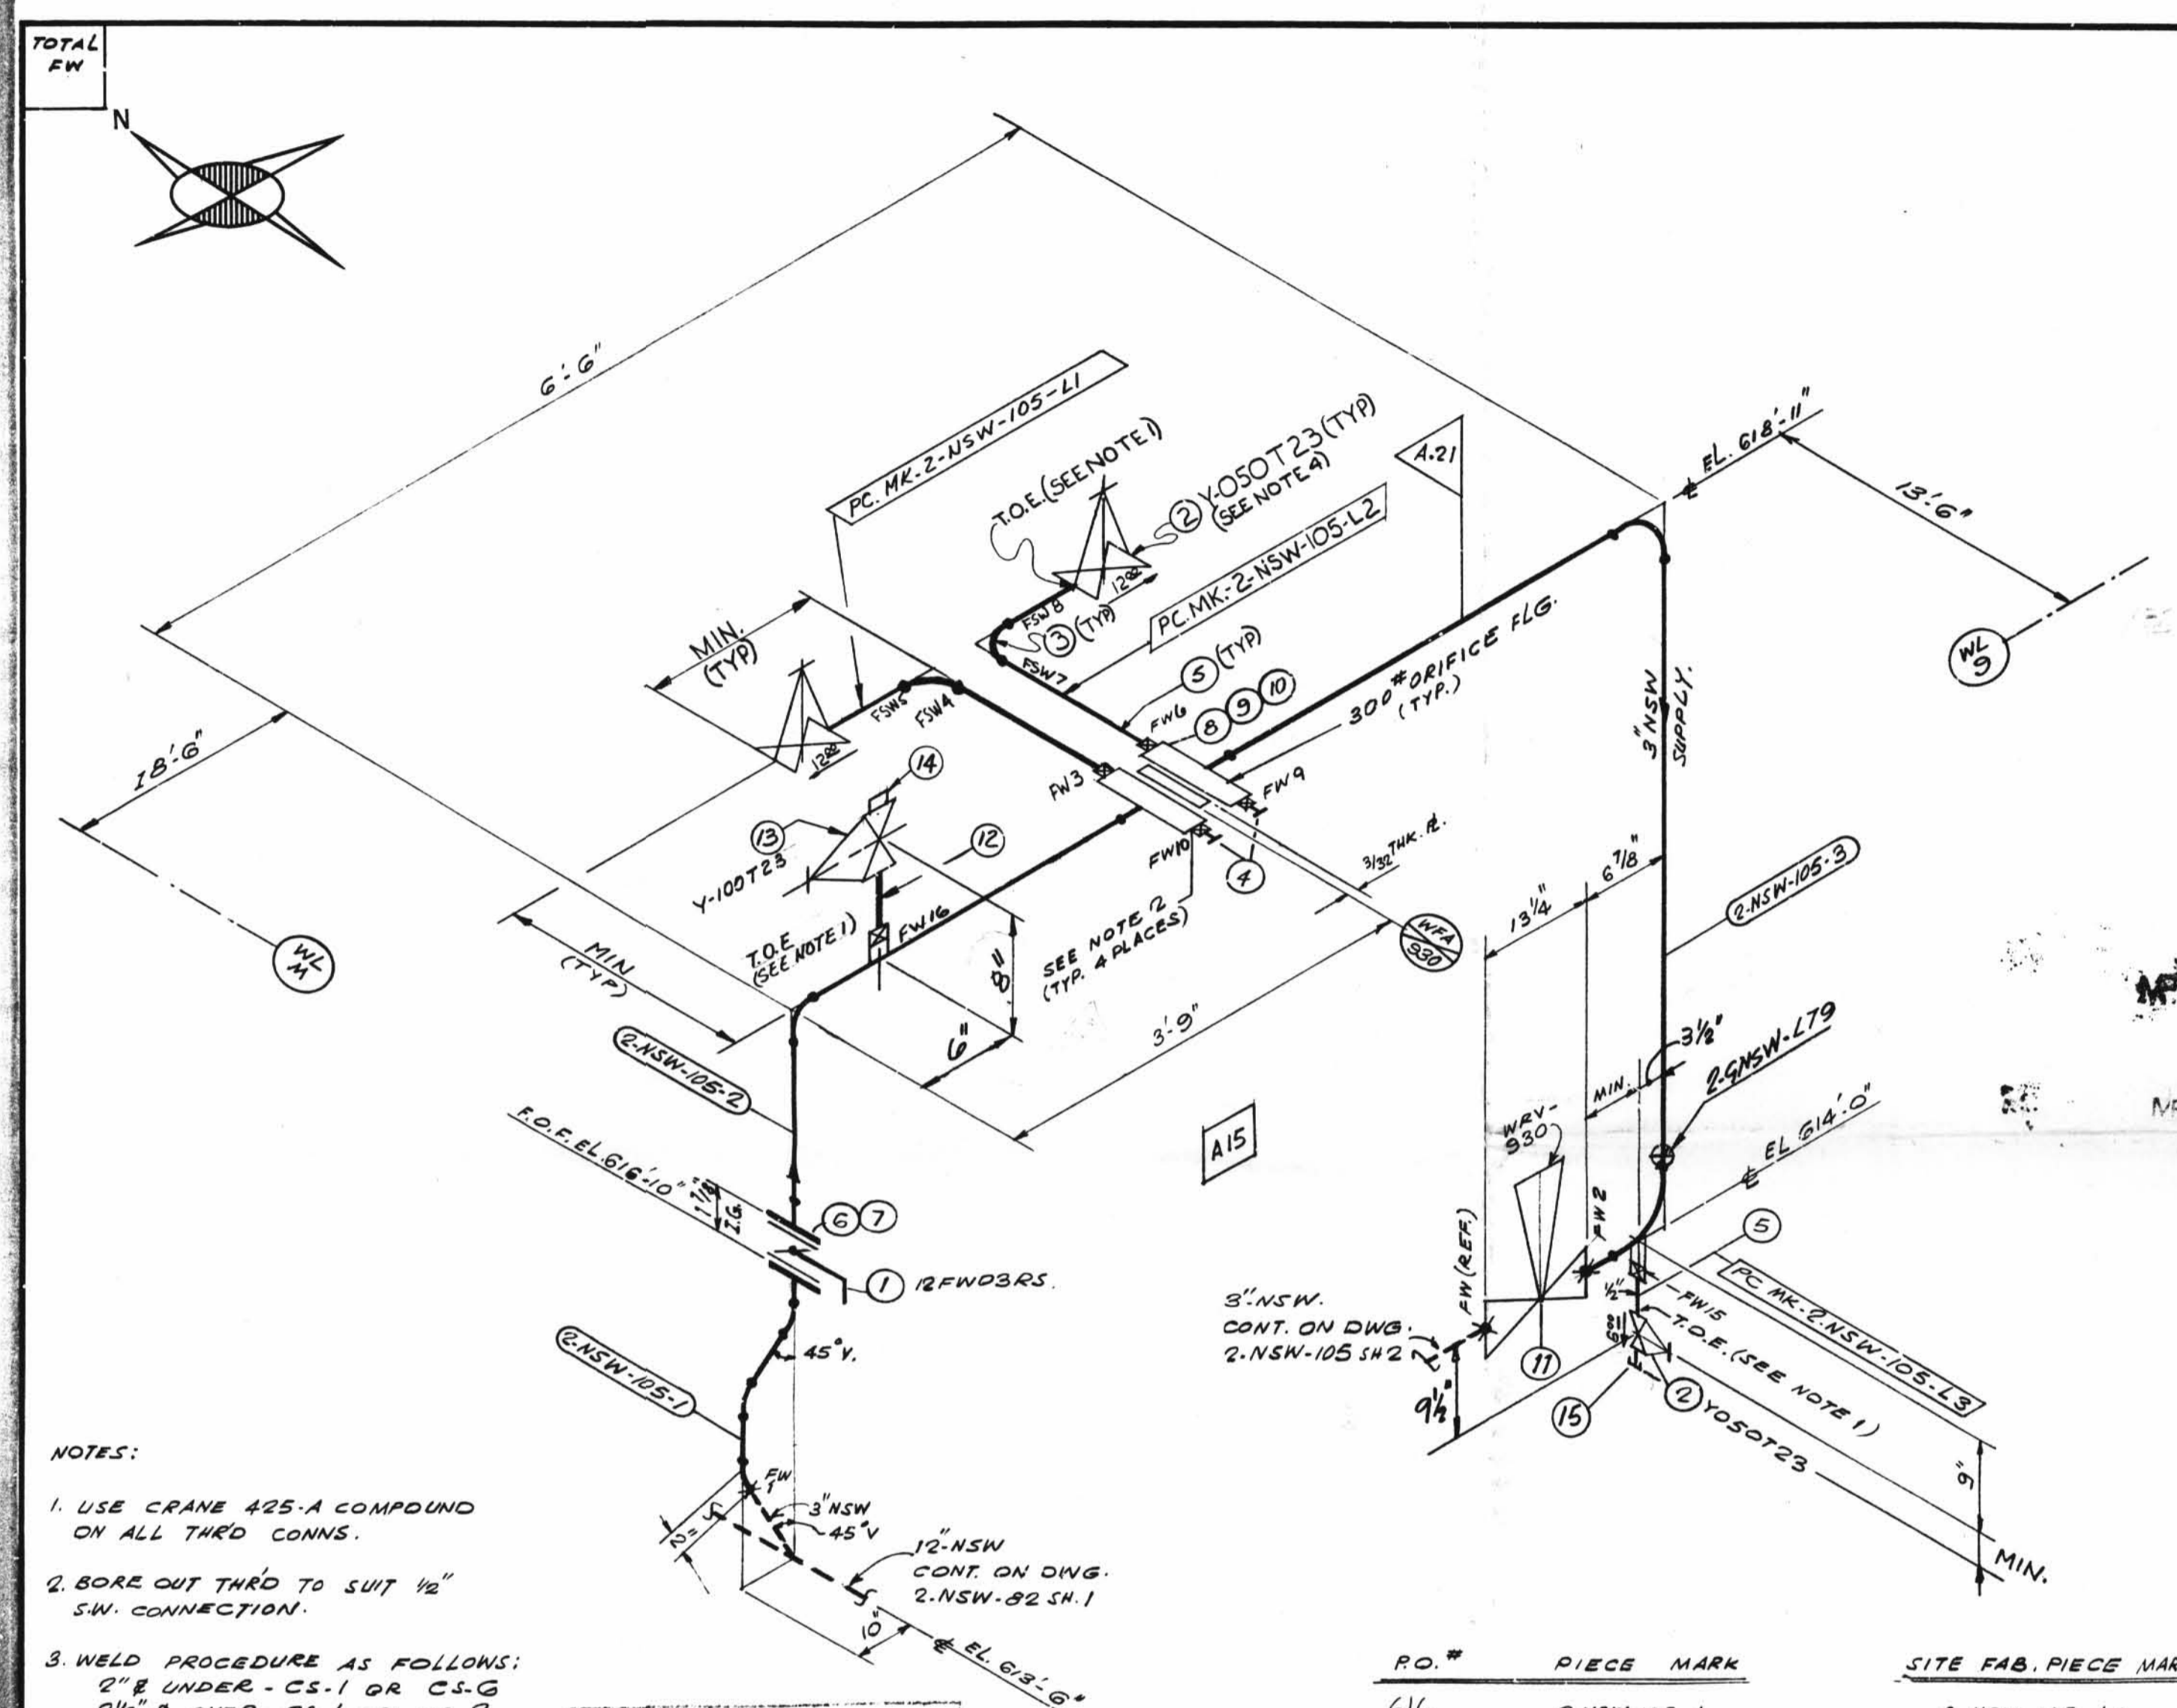 TOTAL
FW
N
6'-6"
PC. MK-2-NSW-105-L1
T.O.E. (SEE NOTE 1)
2 Y-050T23 (TYP)
(SEE NOTE 4)
A.21
EL. 618'-11"
13'-6"
WL
9
PC. MK.-2-NSW-105-L2
MIN.
(TYP)
FSW8
1200
3 (TYP)
FSW7
5 (TYP)
300# ORIFICE FLG.
(TYP.)
3" NSW
SUPPLY.
FSW5
FSW4
FW6
8 9 10
18'-6"
1200
14
FW3
FW9
13
Y-100T23
12
FW10
4
3/32 THK. PL.
6 7/8"
13 1/4"
2-NSW-105-3
WL
M
MIN
(TYP)
T.O.E
(SEE NOTE 1)
FW16
8"
SEE NOTE 2
(TYP. 4 PLACES)
WFA
930
6"
3'-9"
3 1/2"
2-GNSW-L79
2-NSW-105-2
MIN.
EL 614'-0"
F.O.F. EL. 616'-10"
1 7/8"
I.G.
A15
WRV-
930
6 7
1 12FW03RS.
FW (REF.)
FW2
5
PC MK-2-NSW-105-L3
3"-NSW.
CONT. ON DWG.
2-NSW-105 SH 2
1/2"
FW15
T.O.E. (SEE NOTE 1)
600
45° V.
2-NSW-105-1
11
9 1/2"
15
2 Y050T23
9"
MIN.
FW
1
3" NSW
45° V
2"
12"-NSW
CONT. ON DWG.
2-NSW-82 SH. 1
10"
EL. 613'-6"
NOTES:
1. USE CRANE 425-A COMPOUND
ON ALL THR'D CONNS.
2. BORE OUT THR'D TO SUIT 1/2"
S.W. CONNECTION.
3. WELD PROCEDURE AS FOLLOWS:
2" & UNDER - CS-1 OR CS-G
P.O. # PIECE MARK
SITE FAB. PIECE MAR